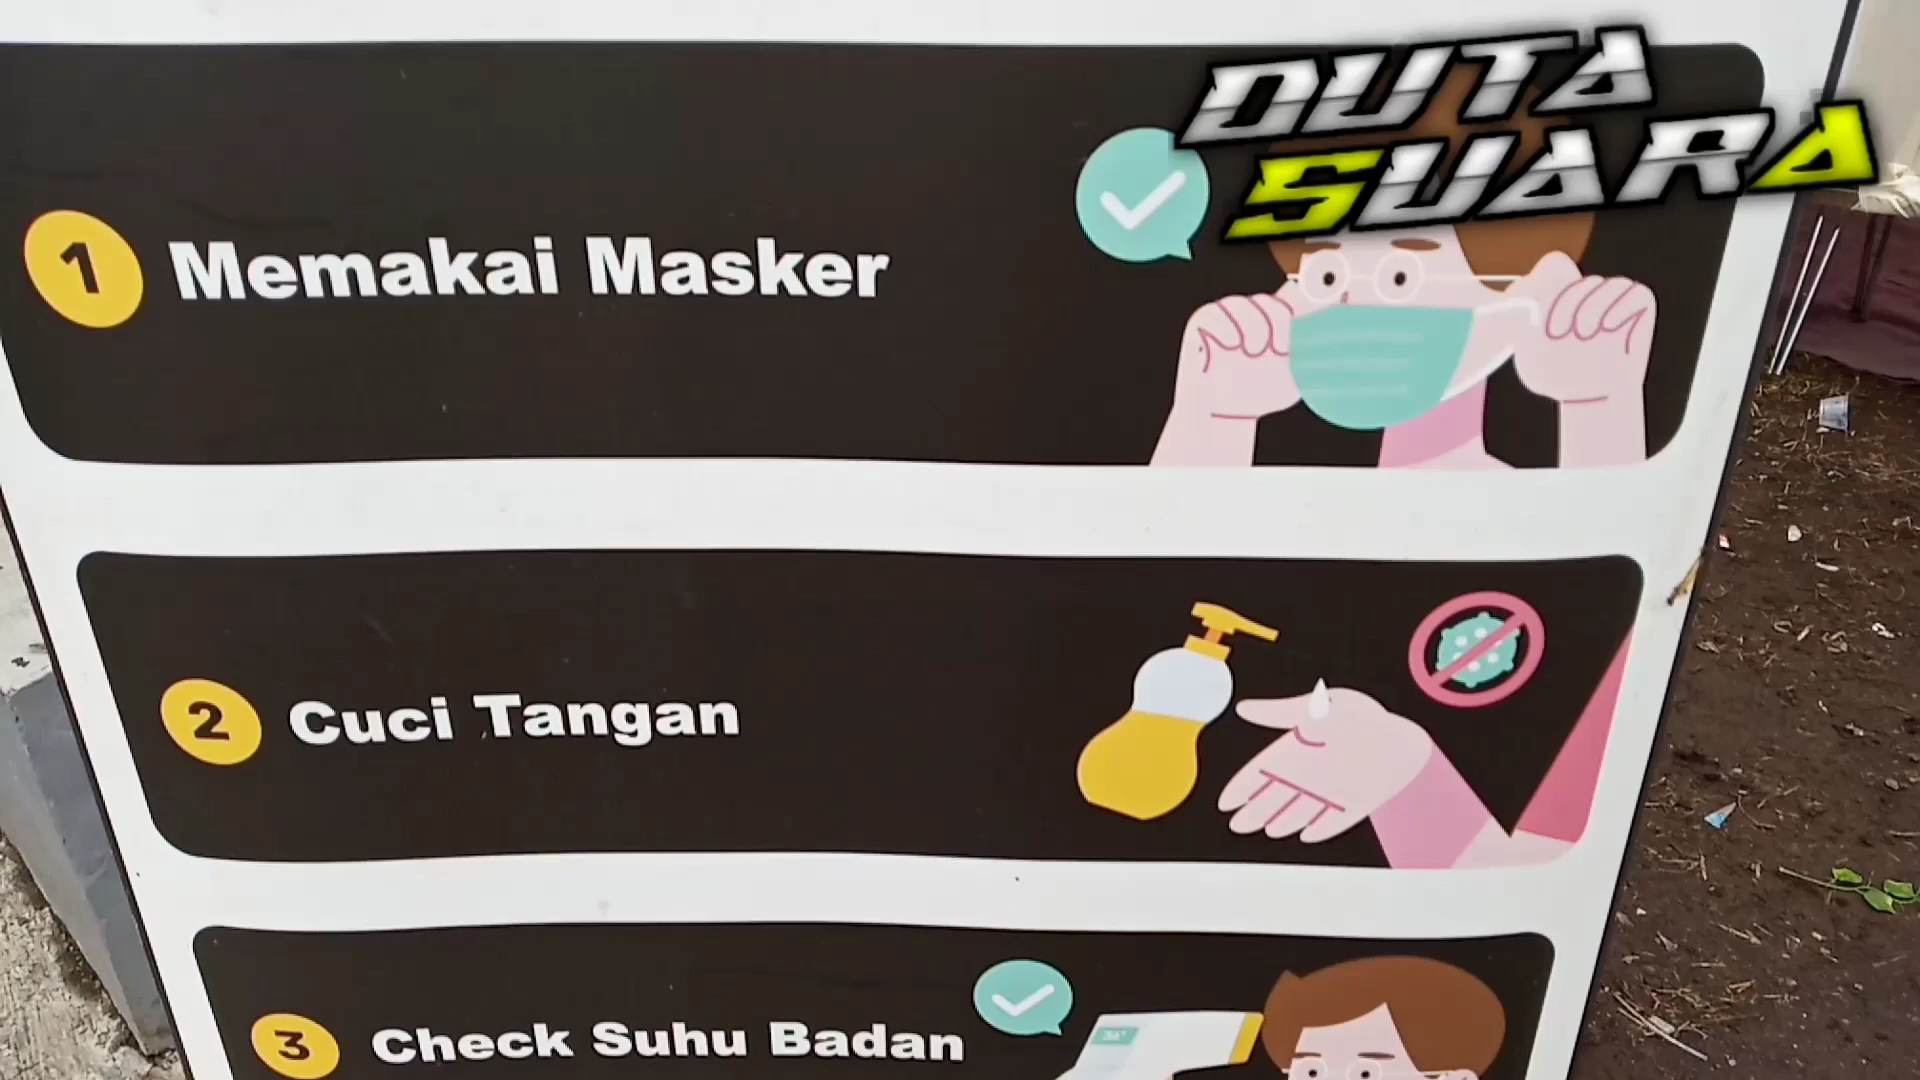 DUTA
SUARA
1 Memakai Masker
2 Cuci Tangan
3 Check Suhu Badan